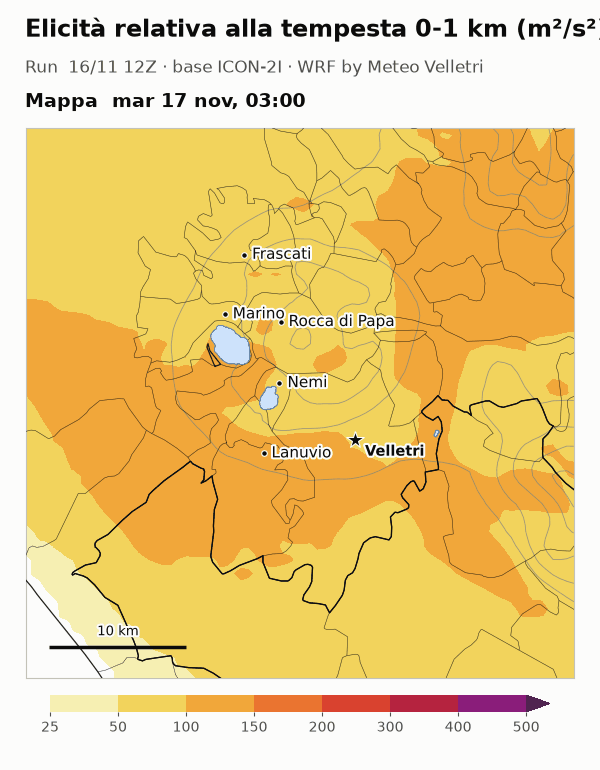 Elicità relativa alla tempesta 0-1 km (m²/s²)
Run 16/11 12Z · base ICON-2I · WRF by Meteo Velletri
Mappa mar 17 nov, 03:00
Frascati
Marino
Rocca di Papa
Nemi
Velletri
Lanuvio
10 km
25 50 100 150 200 300 400 500